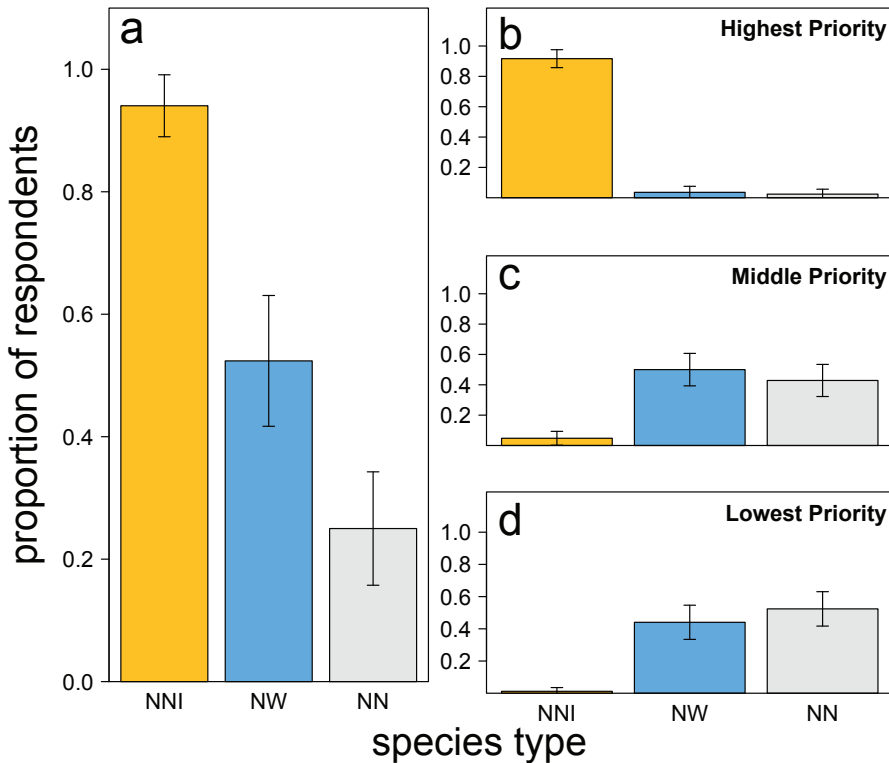 proportion of respondents
a
1.0
0.8
0.6
0.4
0.2
0.0
NNI NW NN
b
Highest Priority
1.0
0.8
0.6
0.4
0.2
c
Middle Priority
1.0
0.8
0.6
0.4
0.2
d
Lowest Priority
1.0
0.8
0.6
0.4
0.2
NNI NW NN
species type